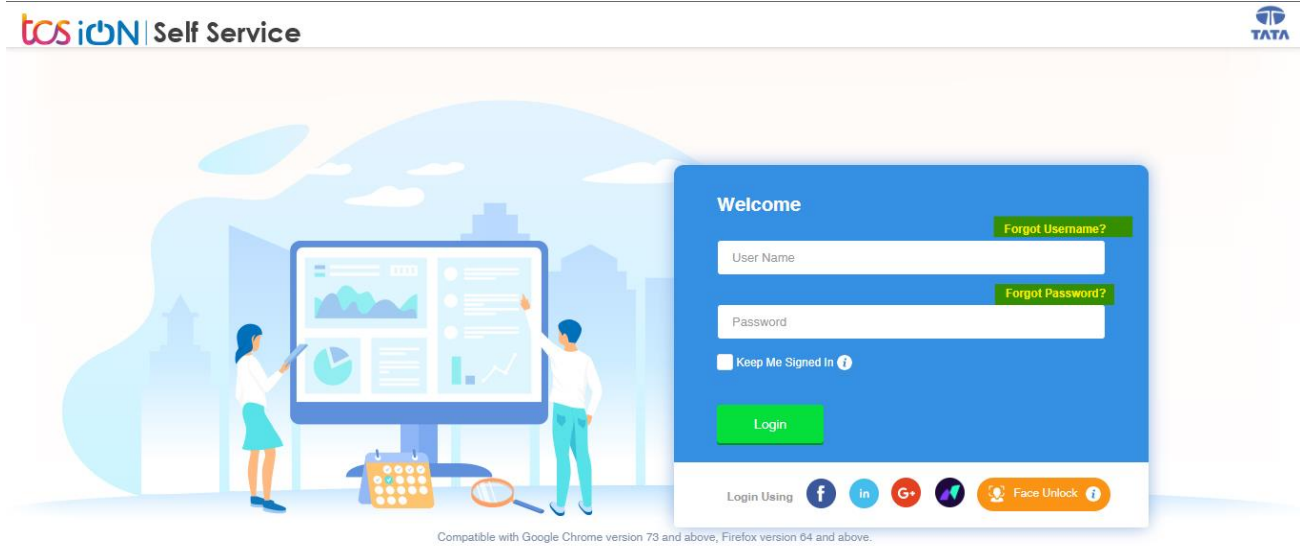 tcs iON | Self Service
TATA
Welcome
Forgot Username?
User Name
Forgot Password?
Password
Keep Me Signed In i
Login
Login Using f in G+ Face Unlock i
Compatible with Google Chrome version 73 and above, Firefox version 64 and above.